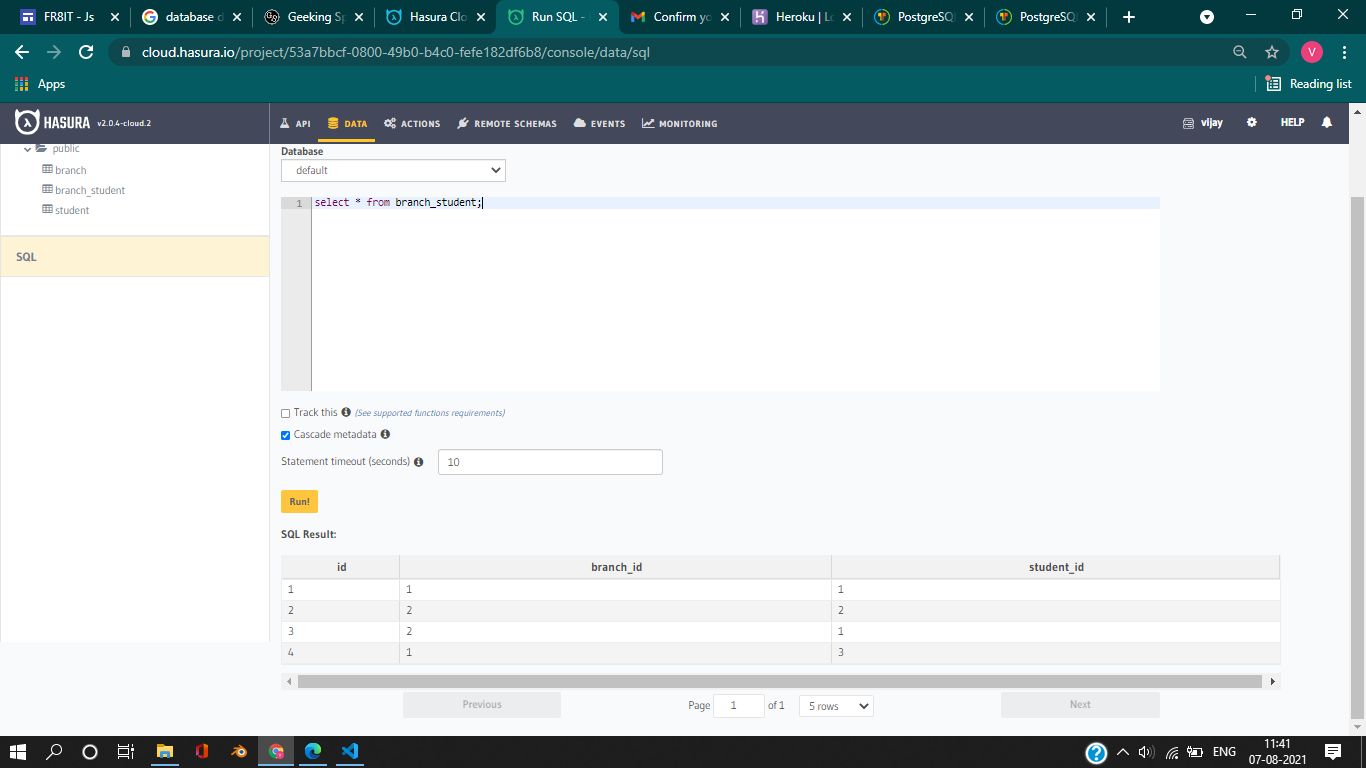 FR8IT - Js
database d
Geeking Sp
Hasura Clo
Run SQL -
Confirm yo
Heroku | Lo
PostgreSQ
PostgreSQ
cloud.hasura.io/project/53a7bbcf-0800-49b0-b4c0-fefe182df6b8/console/data/sql
V
Apps
Reading list
HASURA v2.0.4-cloud.2
API
DATA
ACTIONS
REMOTE SCHEMAS
EVENTS
MONITORING
vijay
HELP
public
branch
branch_student
student
SQL
Database
default
1 select * from branch_student;
Track this (See supported functions requirements)
Cascade metadata
Statement timeout (seconds) 10
Run!
SQL Result:
id branch_id student_id
1 1 1
2 2 2
3 2 1
4 1 3
Previous Page 1 of 1 5 rows Next
ENG
11:41
07-08-2021